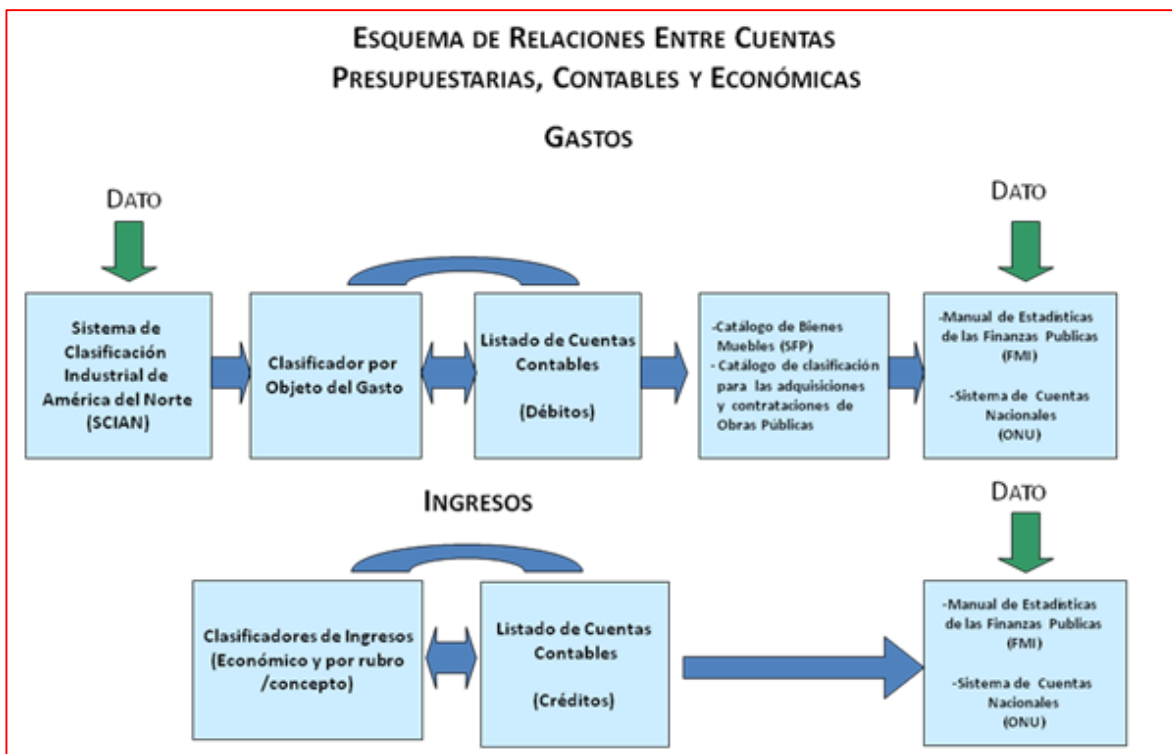 ESQUEMA DE RELACIONES ENTRE CUENTAS
PRESUPUESTARIAS, CONTABLES Y ECONÓMICAS
GASTOS
DATO
DATO
Sistema de
Clasificación
Industrial de
América del Norte
(SCIAN)
Clasificador por
Objeto del Gasto
Listado de Cuentas
Contables
(Débitos)
-Catálogo de Bienes
Muebles (SFP)
- Catálogo de clasificación
para las adquisiciones
y contrataciones de
Obras Públicas
-Manual de Estadísticas
de las Finanzas Publicas
(FMI)
-Sistema de Cuentas
Nacionales
(ONU)
INGRESOS
DATO
Clasificadores de Ingresos
(Económico y por rubro
/concepto)
Listado de Cuentas
Contables
(Créditos)
-Manual de Estadísticas
de las Finanzas Publicas
(FMI)
-Sistema de Cuentas
Nacionales
(ONU)